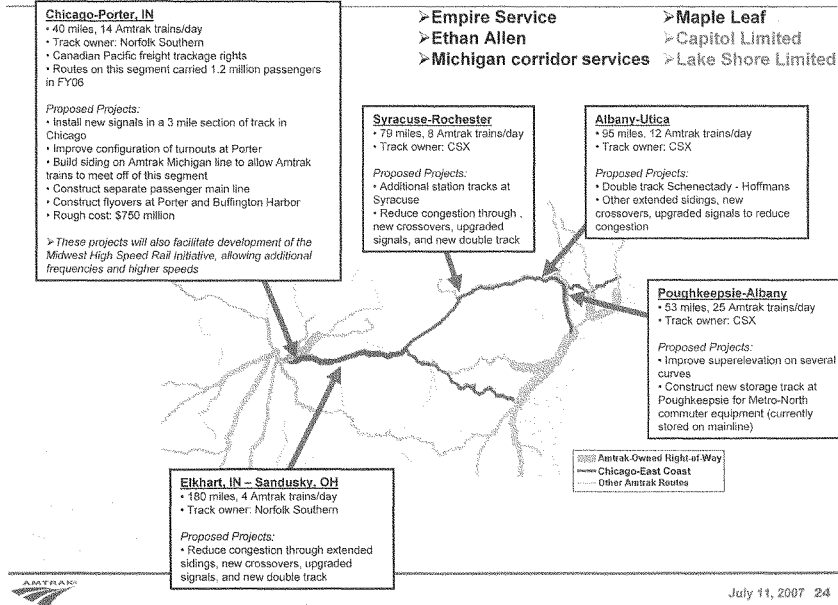 Chicago-Porter, IN
• 40 miles, 14 Amtrak trains/day
• Track owner: Norfolk Southern
• Canadian Pacific freight trackage rights
• Routes on this segment carried 1.2 million passengers
in FY06
Proposed Projects:
• Install new signals in a 3 mile section of track in
Chicago
• Improve configuration of turnouts at Porter
• Build siding on Amtrak Michigan line to allow Amtrak
trains to meet off of this segment
• Construct separate passenger main line
• Construct flyovers at Porter and Buffington Harbor
• Rough cost: $750 million
➢ These projects will also facilitate development of the
Midwest High Speed Rail Initiative, allowing additional
frequencies and higher speeds
➢Empire Service
➢Ethan Allen
➢Michigan corridor services
➢Maple Leaf
➢Capitol Limited
➢Lake Shore Limited
Syracuse-Rochester
• 79 miles, 8 Amtrak trains/day
• Track owner: CSX
Proposed Projects:
• Additional station tracks at
Syracuse
• Reduce congestion through
new crossovers, upgraded
signals, and new double track
Albany-Utica
• 95 miles, 12 Amtrak trains/day
• Track owner: CSX
Proposed Projects:
• Double track Schenectady - Hoffmans
• Other extended sidings, new
crossovers, upgraded signals to reduce
congestion
Poughkeepsie-Albany
• 53 miles, 25 Amtrak trains/day
• Track owner: CSX
Proposed Projects:
• Improve superelevation on several
curves
• Construct new storage track at
Poughkeepsie for Metro-North
commuter equipment (currently
stored on mainline)
Amtrak-Owned Right-of-Way
Chicago-East Coast
Other Amtrak Routes
Elkhart, IN – Sandusky, OH
• 180 miles, 4 Amtrak trains/day
• Track owner: Norfolk Southern
Proposed Projects:
• Reduce congestion through extended
sidings, new crossovers, upgraded
signals, and new double track
AMTRAK
July 11, 2007 24